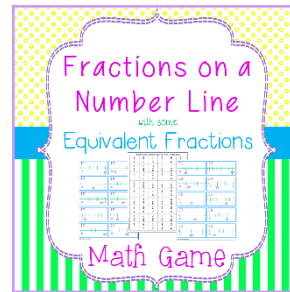 Fractions on a
Number Line
with some
Equivalent Fractions
Math Game